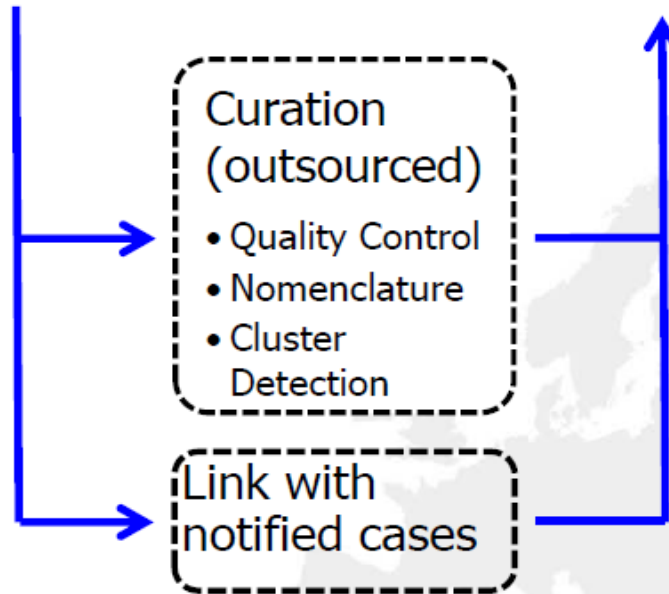 Curation
(outsourced)
• Quality Control
• Nomenclature
• Cluster
Detection
Link with
notified cases